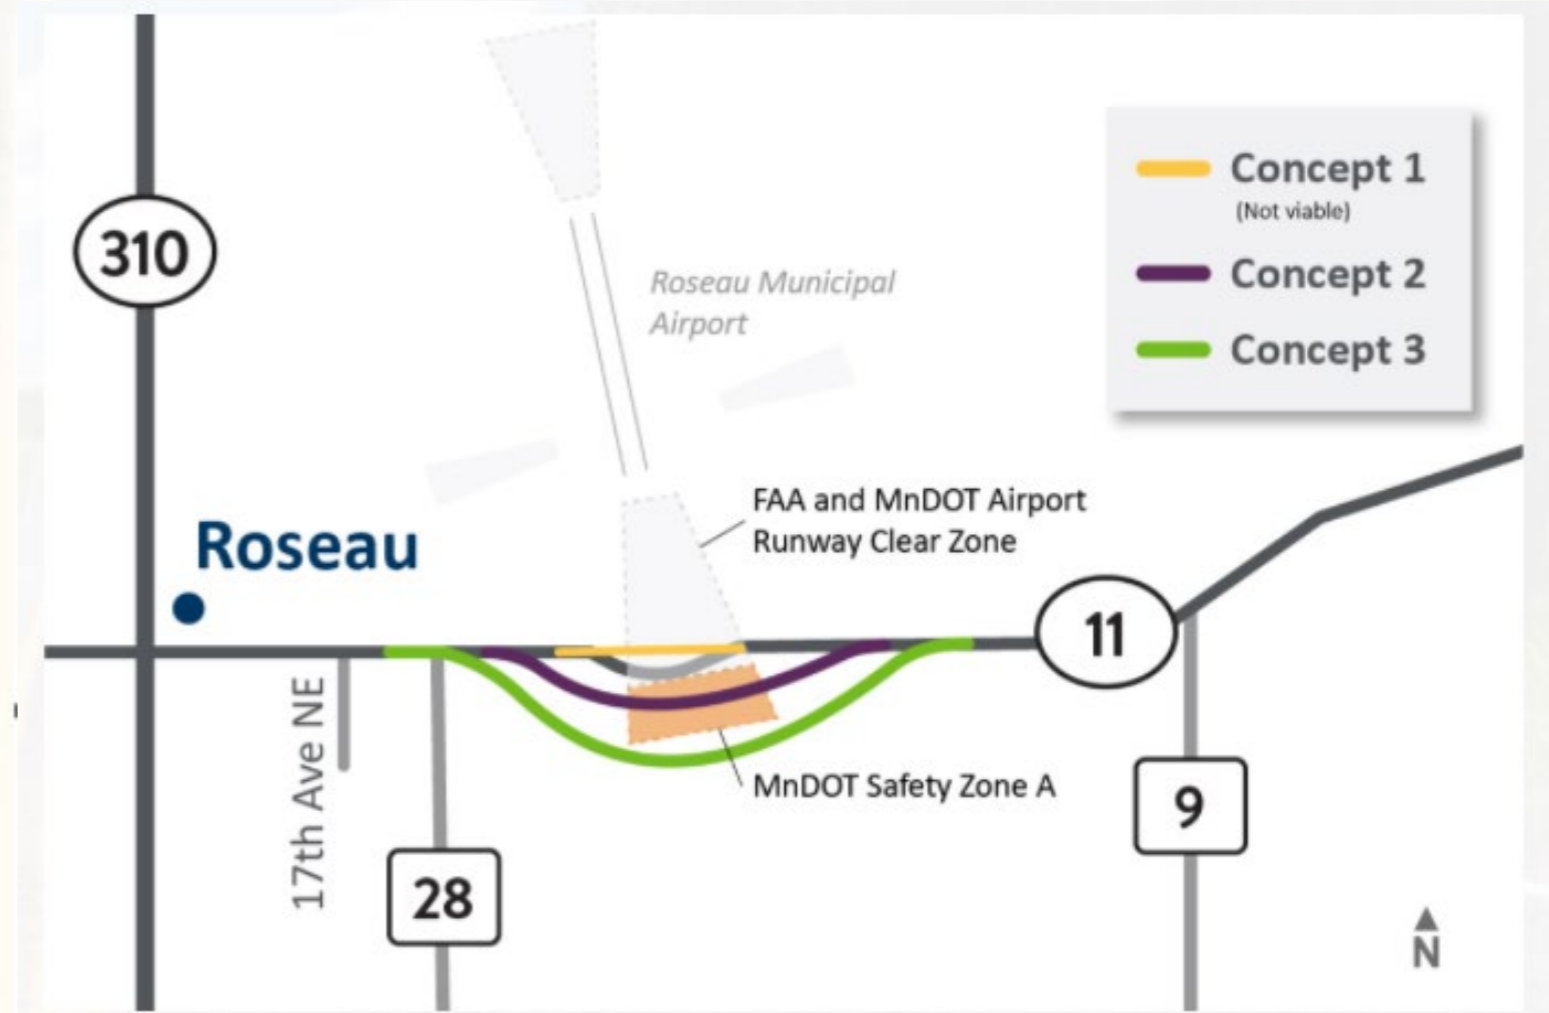 310
Roseau Municipal
Airport
Concept 1
(Not viable)
Concept 2
Concept 3
FAA and MnDOT Airport
Runway Clear Zone
Roseau
11
17th Ave NE
MnDOT Safety Zone A
9
28
N